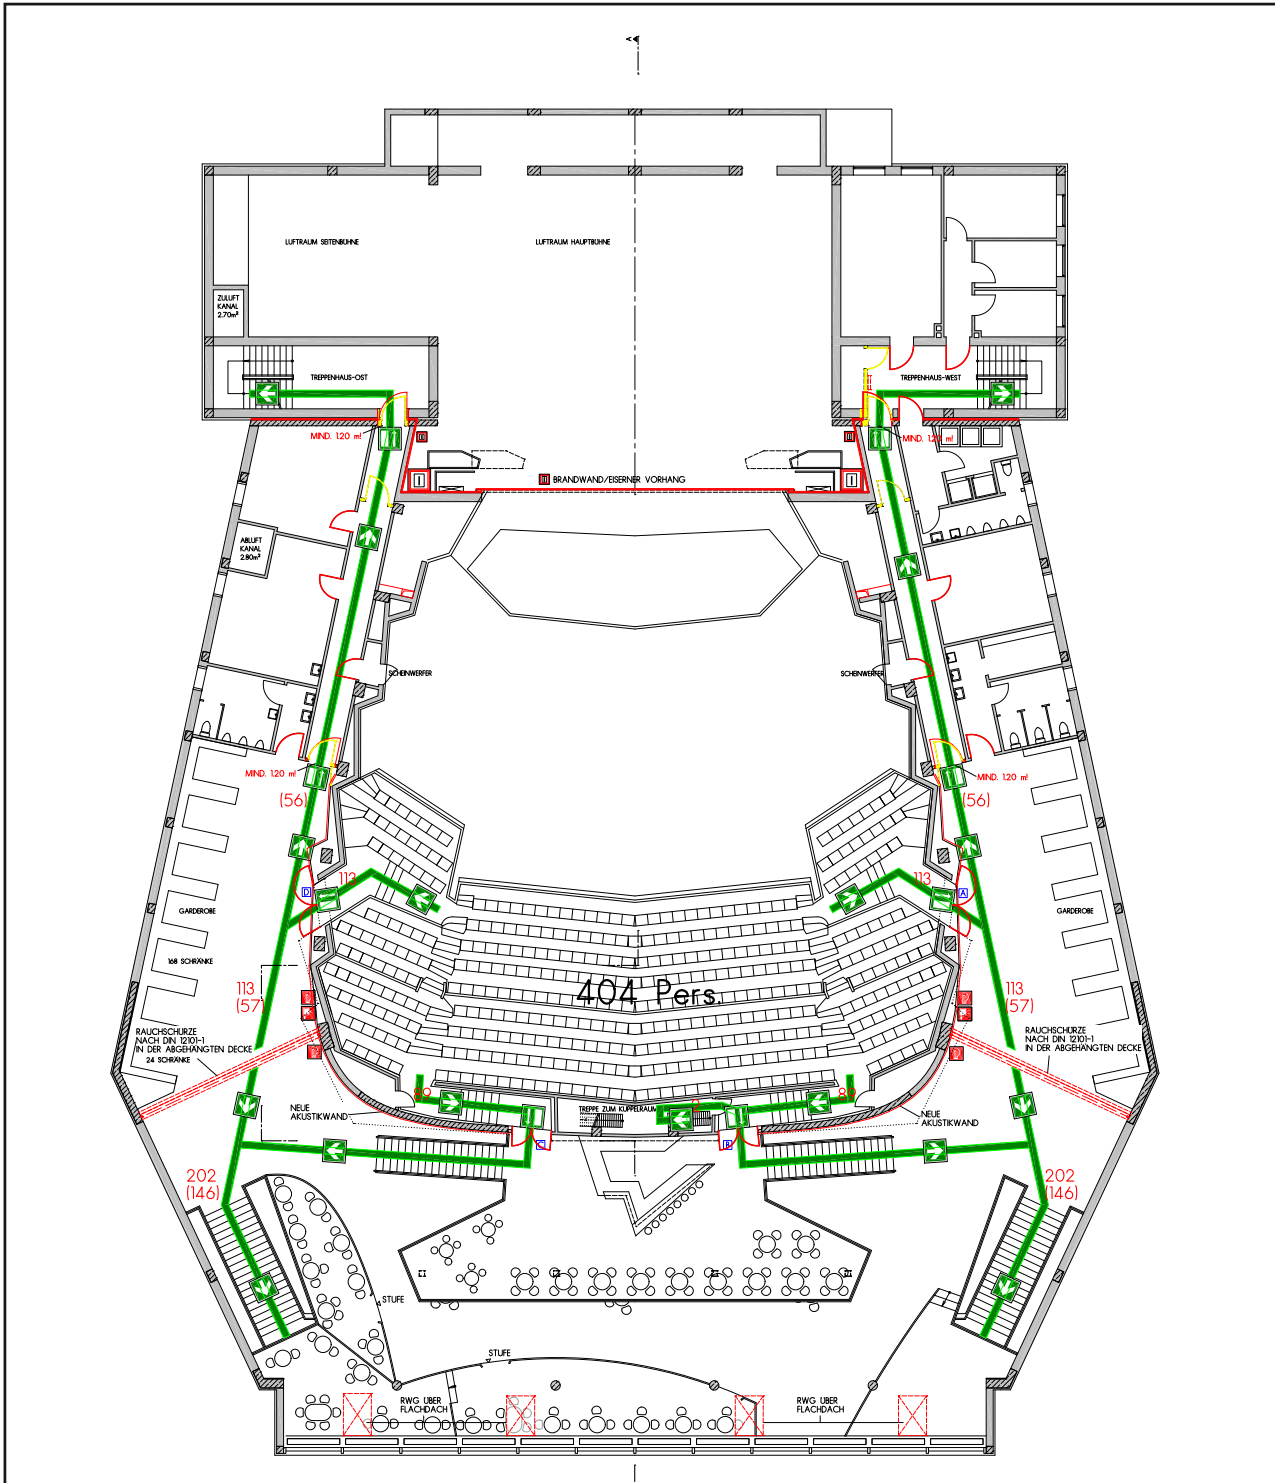 A
LUFTRAUM SEITENBÜHNE
LUFTRAUM HAUPTBÜHNE
ZULUFT
KANAL
2.70m²
TREPPENHAUS-OST
TREPPENHAUS-WEST
MIND. 1.20 m!
MIND. 1.20 m!
BRANDWAND/EISERNER VORHANG
ABLUFT
KANAL
2.80m²
SCHEINWERFER
SCHEINWERFER
MIND. 1.20 m!
MIND. 1.20 m!
(56)
(56)
113
113
D
A
GARDEROBE
GARDEROBE
168 SCHRÄNKE
404 Pers.
113
(57)
113
(57)
RAUCHSCHÜRZE
NACH DIN 12101-1
IN DER ABGEHÄNGTEN DECKE
24 SCHRÄNKE
RAUCHSCHÜRZE
NACH DIN 12101-1
IN DER ABGEHÄNGTEN DECKE
89
89
9
NEUE
AKUSTIKWAND
TREPPE ZUM KUPPELRAUM
NEUE
AKUSTIKWAND
C
B
202
(146)
202
(146)
STUFE
STUFE
RWG ÜBER
FLACHDACH
RWG ÜBER
FLACHDACH